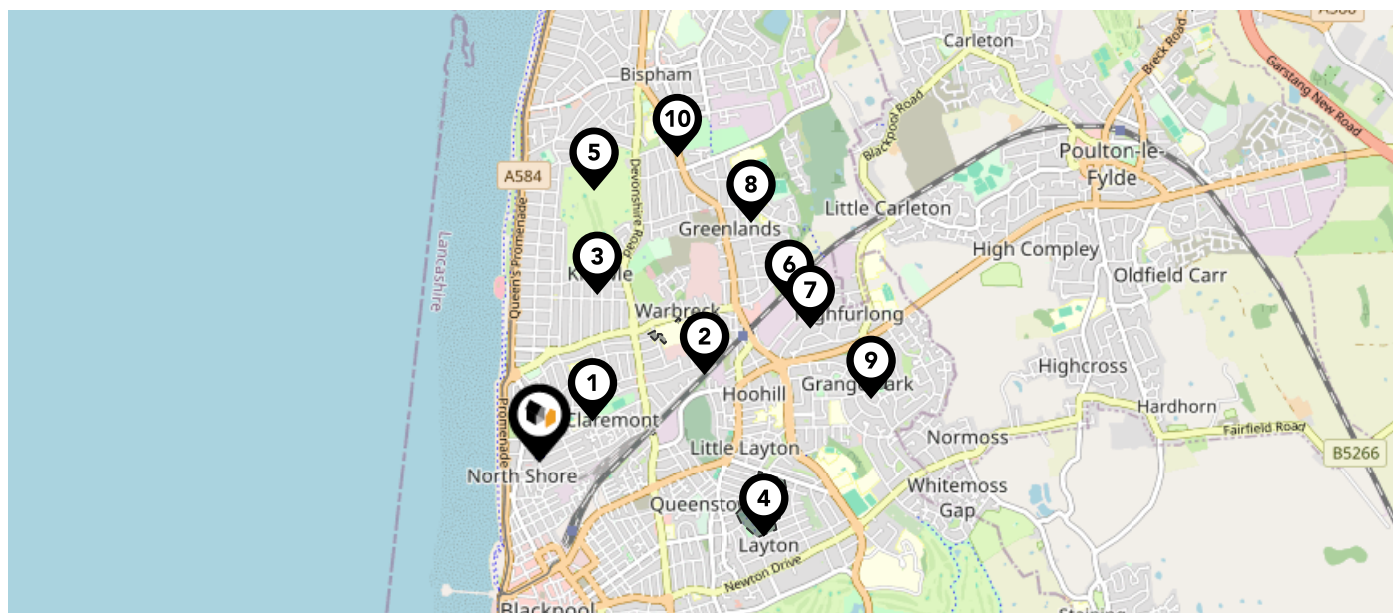 A586
Carleton
Breck Road
Garstang New Road
Bispham
10
Blackpool Road
5
Poulton-le-
Fylde
A584
8
Devonshire Road
Little Carleton
Greenlands
Lancashire
Queen's Promenade
3
6
High Compley
Oldfield Carr
7
Warbreck
2
9
Highcross
1
Hoohill
Promenade
Claremont
Hardhorn
Fairfield Road
Normoss
Little Layton
B5266
North Shore
Whitemoss
Gap
4
Layton
Newton Drive
Blackpool